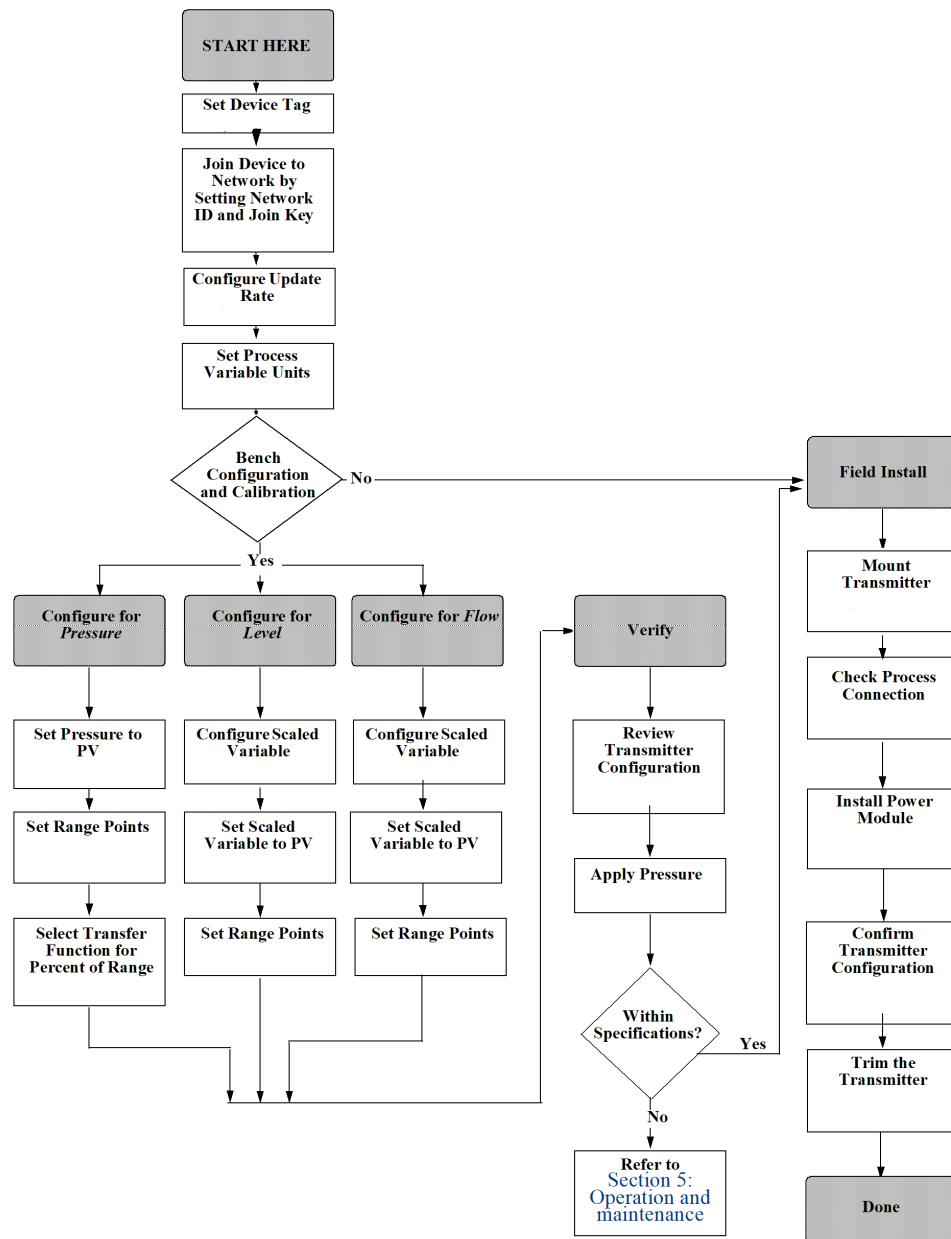 START HERE
Set Device Tag
Join Device to
Network by
Setting Network
ID and Join Key
Configure Update
Rate
Set Process
Variable Units
Bench
Configuration
and Calibration
No
Yes
Configure for
Pressure
Set Pressure to
PV
Set Range Points
Select Transfer
Function for
Percent of Range
Configure for
Level
Configure Scaled
Variable
Set Scaled
Variable to PV
Set Range Points
Configure for Flow
Configure Scaled
Variable
Set Scaled
Variable to PV
Set Range Points
Verify
Review
Transmitter
Configuration
Apply Pressure
Within
Specifications?
Yes
No
Refer to
Section 5:
Operation and
maintenance
Field Install
Mount
Transmitter
Check Process
Connection
Install Power
Module
Confirm
Transmitter
Configuration
Trim the
Transmitter
Done